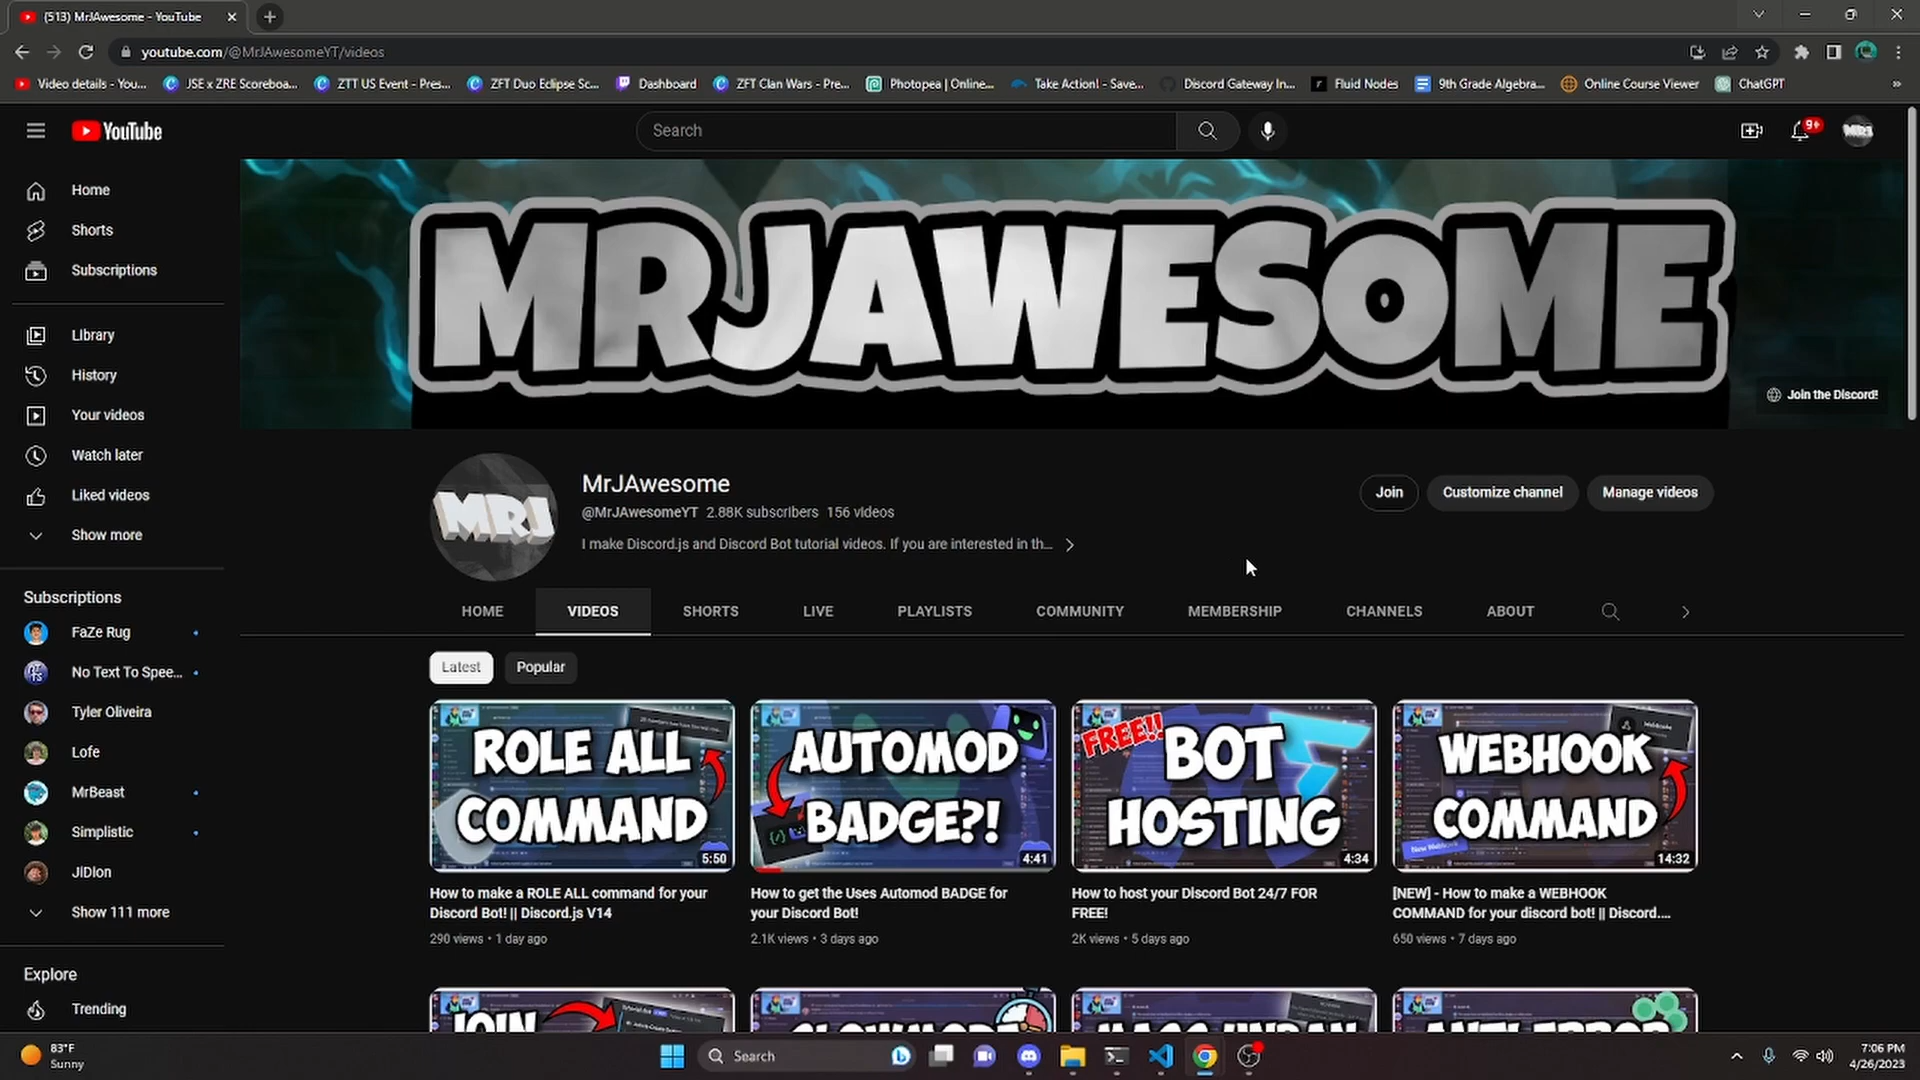 (513) MrJAwesome - YouTube
youtube.com/@MrJAwesomeYT/videos
Video details - You...
JSE x ZRE Scoreboa...
ZTT US Event - Pres...
ZFT Duo Eclipse Sc...
Dashboard
ZFT Clan Wars - Pre...
Photopea | Online...
Take Action! - Save...
Discord Gateway In...
Fluid Nodes
9th Grade Algebra...
Online Course Viewer
ChatGPT
YouTube
Search
9+
MRJ
Home
Shorts
Subscriptions
Library
History
Your videos
Watch later
Liked videos
Show more
Subscriptions
FaZe Rug
No Text To Spee...
Tyler Oliveira
Lofe
MrBeast
Simplistic
JiDion
Show 111 more
Explore
Trending
MRJAWESOME
Join the Discord!
MRJ
MrJAwesome
@MrJAwesomeYT 2.88K subscribers 156 videos
I make Discord.js and Discord Bot tutorial videos. If you are interested in th...
Join
Customize channel
Manage videos
HOME
VIDEOS
SHORTS
LIVE
PLAYLISTS
COMMUNITY
MEMBERSHIP
CHANNELS
ABOUT
Latest
Popular
ROLE ALL
COMMAND
5:50
How to make a ROLE ALL command for your
Discord Bot! || Discord.js V14
290 views • 1 day ago
AUTOMOD
BADGE?!
4:41
How to get the Uses Automod BADGE for
your Discord Bot!
2.1K views • 3 days ago
FREE!!
BOT
HOSTING
4:34
How to host your Discord Bot 24/7 FOR
FREE!
2K views • 5 days ago
Webhooks
WEBHOOK
COMMAND
New Webhook
14:32
[NEW] - How to make a WEBHOOK
COMMAND for your discord bot! || Discord....
650 views • 7 days ago
JOIN
SLOWMODE
MASS UNBAN
ANTI ERROR
83°F
Sunny
Search
7:06 PM
4/26/2023